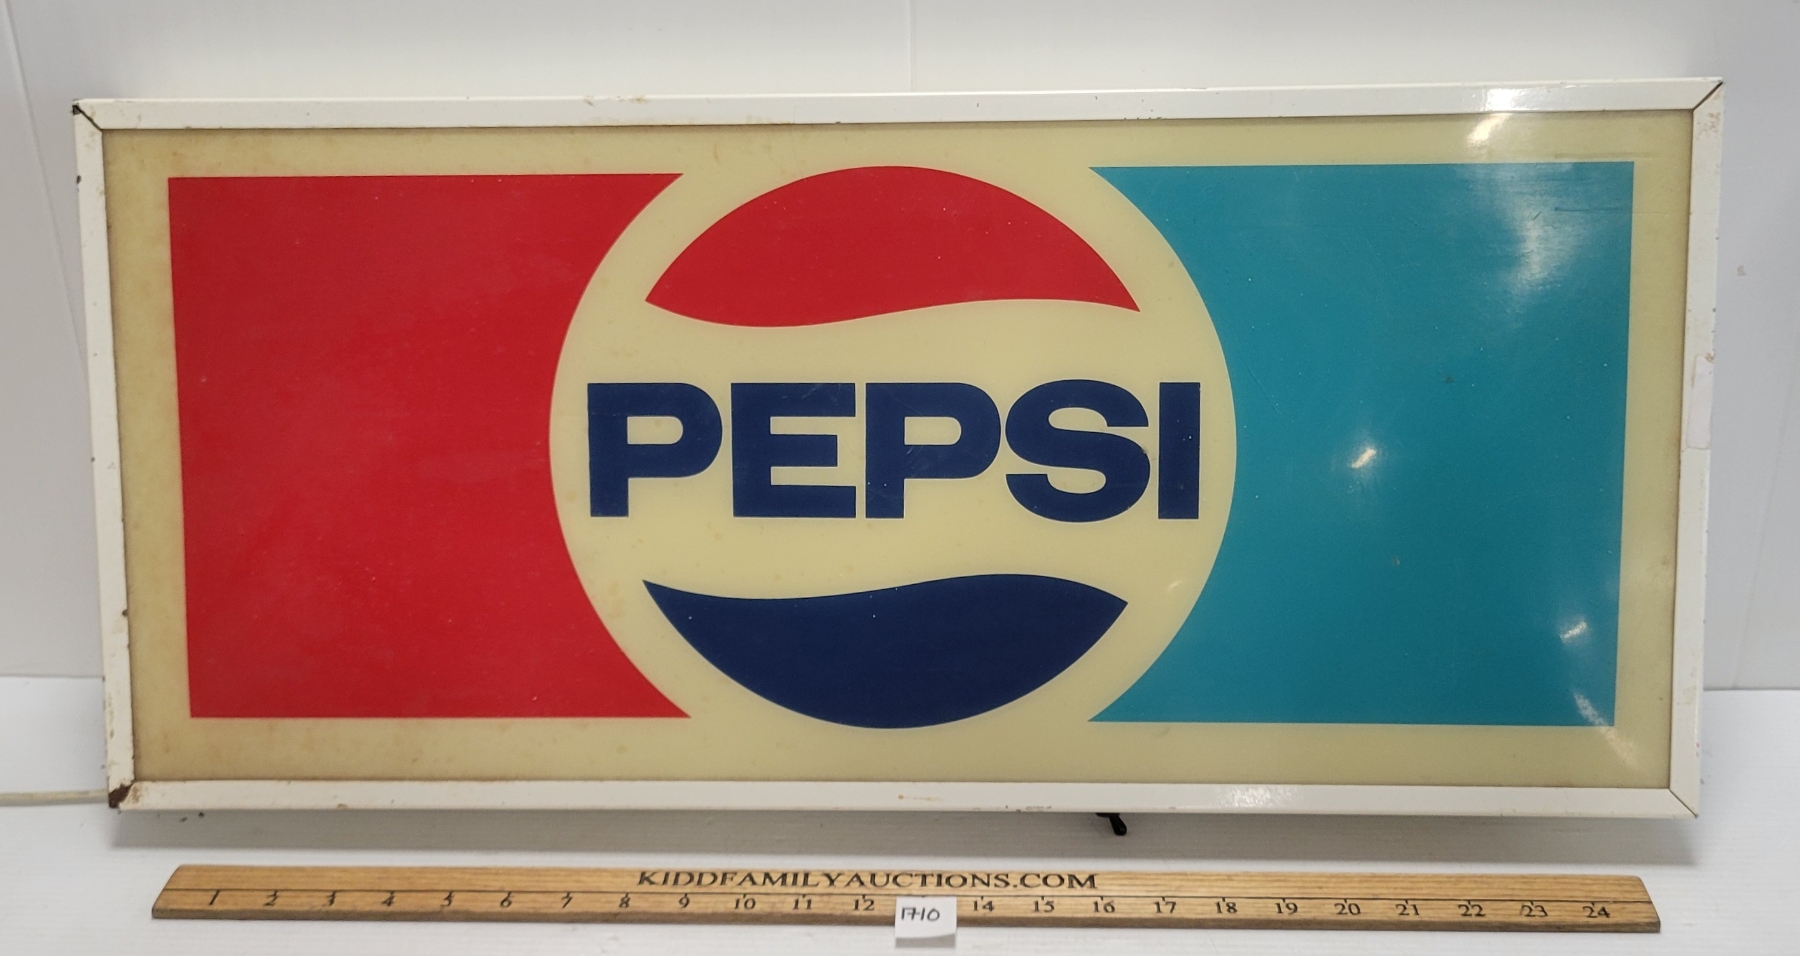 PEPSI
KIDDFAMILYAUCTIONS.COM
1 2 3 4 5 6 7 8 9 10 11 12 14 15 16 17 18 19 20 21 22 23 24
1710